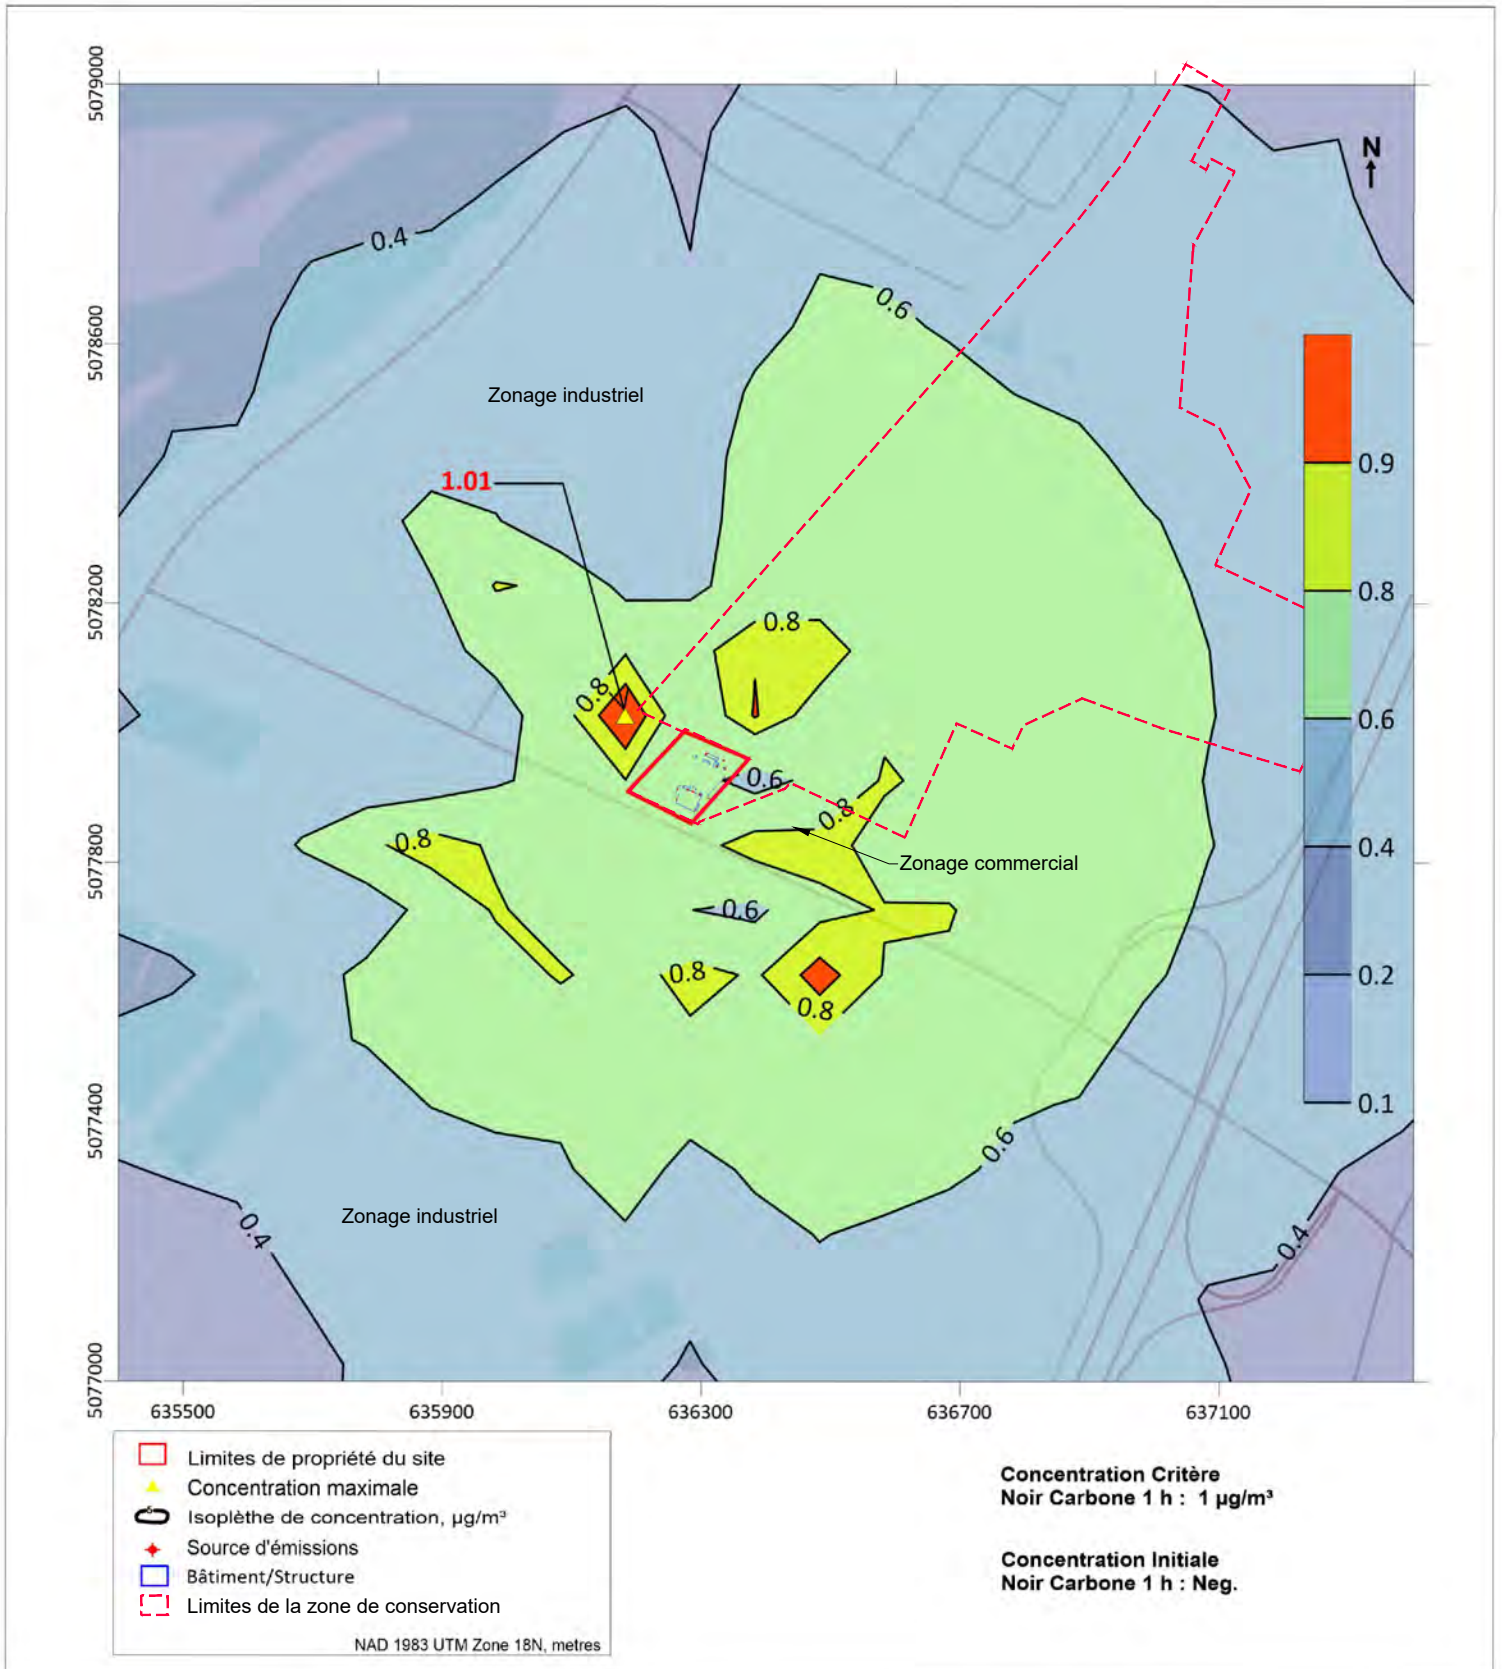 5079000
N
0.4
0.6
5078600
Zonage industriel
0.9
1.01
0.8
5078200
0.8
0.8
0.6
0.6
0.8
0.8
Zonage commercial
0.4
5077800
0.6
0.8
0.2
0.8
0.1
5077400
0.6
Zonage industriel
0.4
0.4
5077000
635500
635900
636300
636700
637100
Limites de propriété du site
Concentration maximale
5
Isoplèthe de concentration, µg/m³
Source d'émissions
Bâtiment/Structure
Limites de la zone de conservation
NAD 1983 UTM Zone 18N, metres
Concentration Critère
Noir Carbone 1 h : 1 µg/m³
Concentration Initiale
Noir Carbone 1 h : Neg.